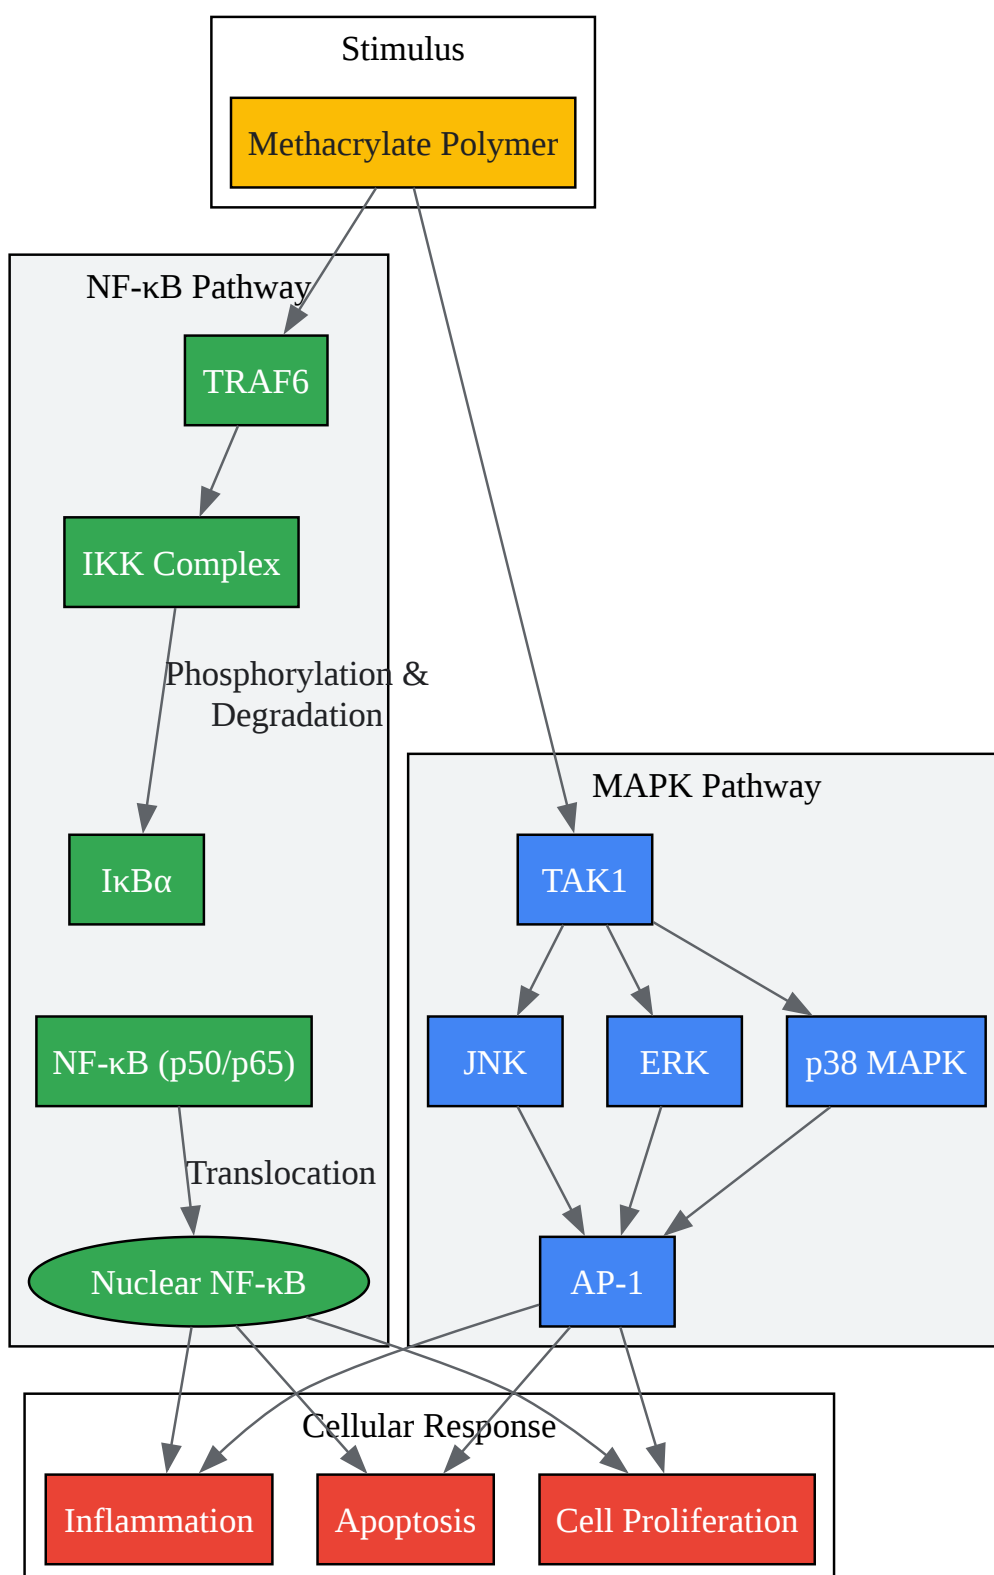 Stimulus
Methacrylate Polymer
NF-κB Pathway
TRAF6
IKK Complex
Phosphorylation &
Degradation
IκBα
NF-κB (p50/p65)
Translocation
Nuclear NF-κB
MAPK Pathway
TAK1
JNK
ERK
p38 MAPK
AP-1
Cellular Response
Inflammation
Apoptosis
Cell Proliferation